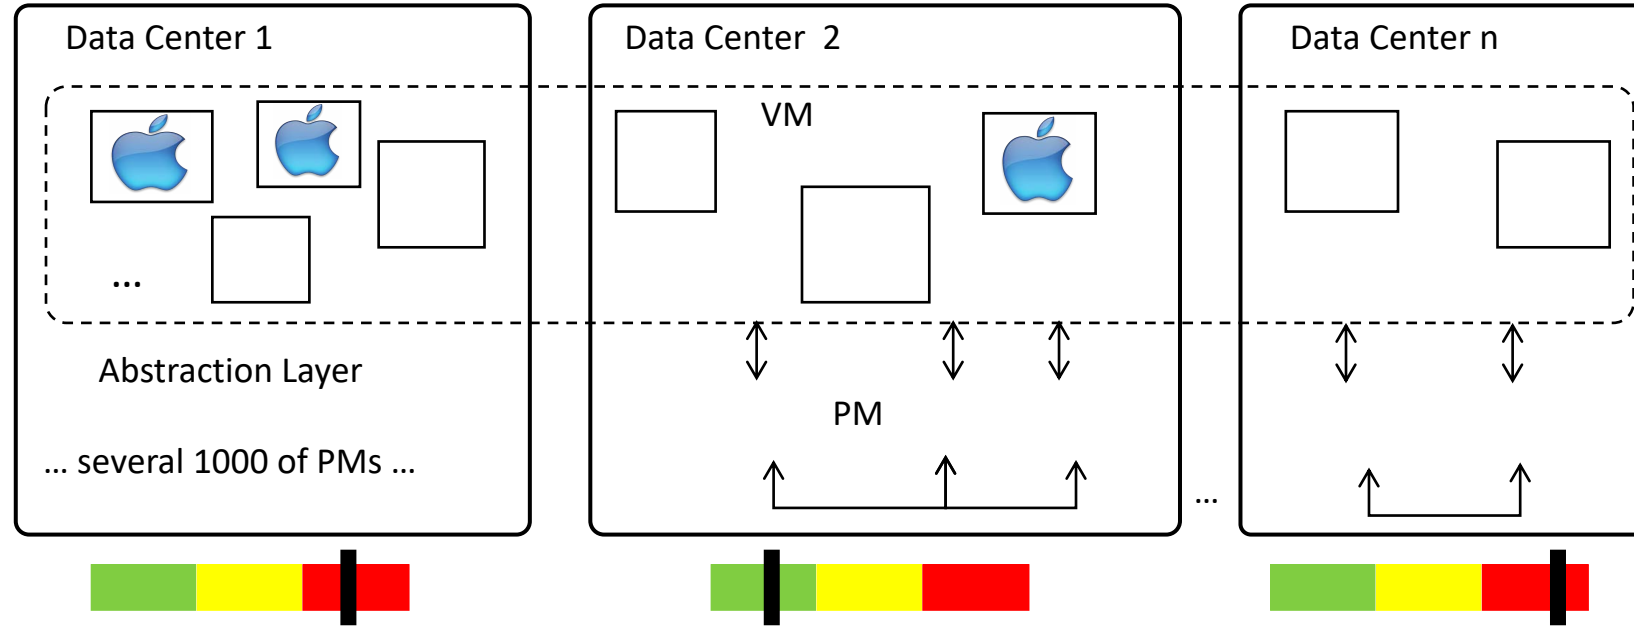 Data Center 1
Data Center 2
Data Center n
VM
...
Abstraction Layer
PM
... several 1000 of PMs ...
...